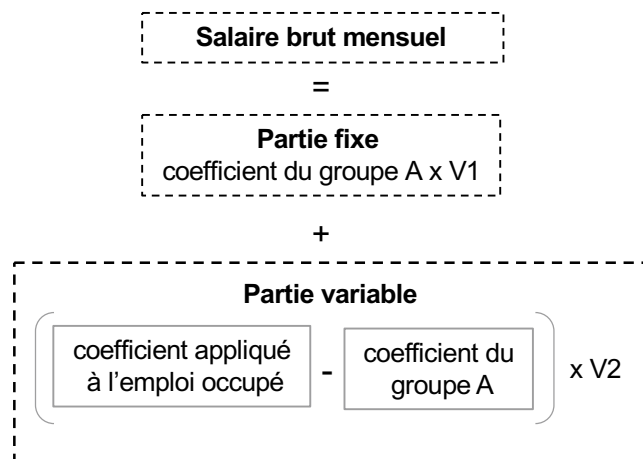 Salaire brut mensuel
=
Partie fixe
coefficient du groupe A x V1
+
Partie variable
coefficient appliqué
à l’emploi occupé
-
coefficient du
groupe A
x V2